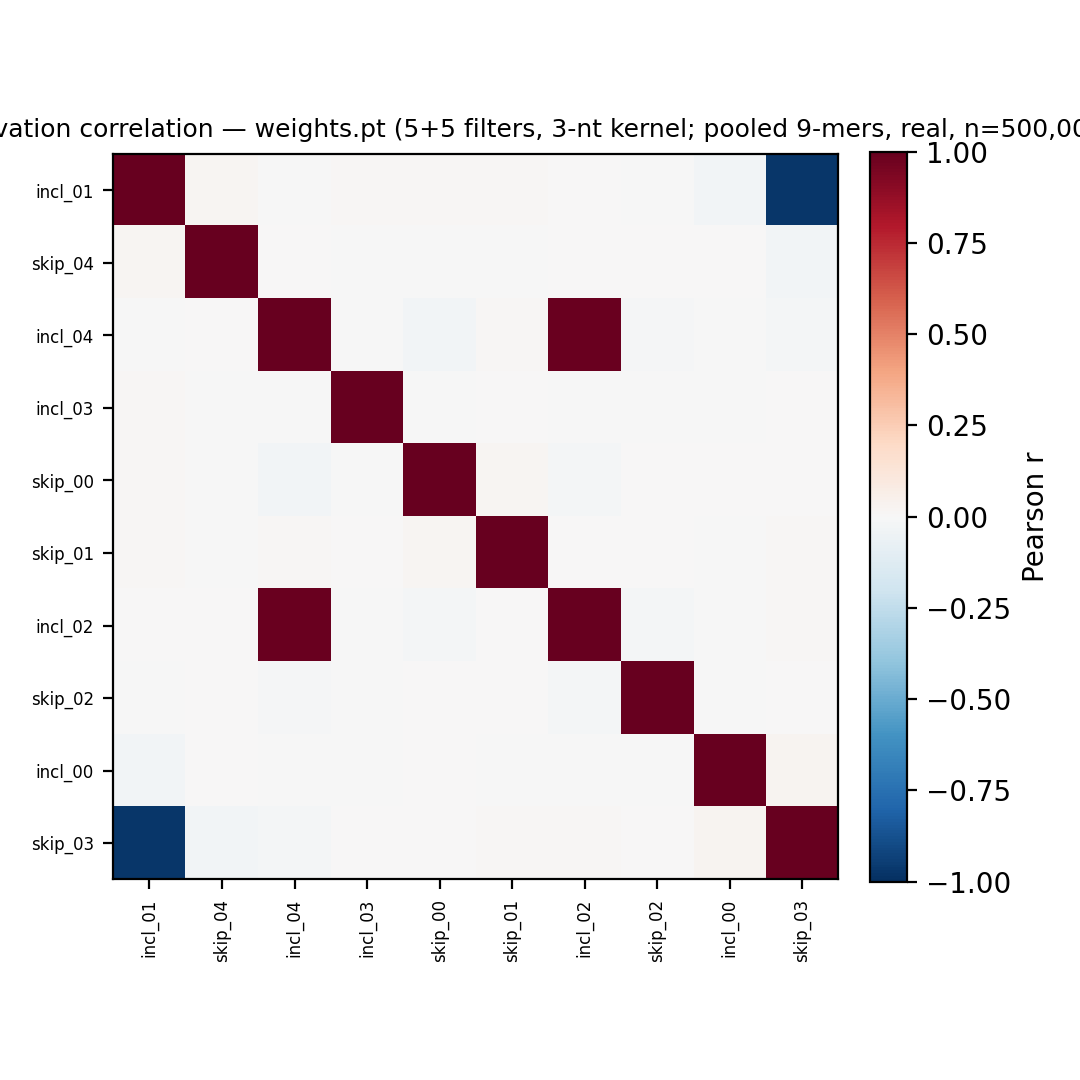 vation correlation — weights.pt (5+5 filters, 3-nt kernel; pooled 9-mers, real, n=500,00
incl_01
skip_04
incl_04
incl_03
skip_00
skip_01
incl_02
skip_02
incl_00
skip_03
incl_01
skip_04
incl_04
incl_03
skip_00
skip_01
incl_02
skip_02
incl_00
skip_03
1.00
0.75
0.50
0.25
0.00
−0.25
−0.50
−0.75
−1.00
Pearson r